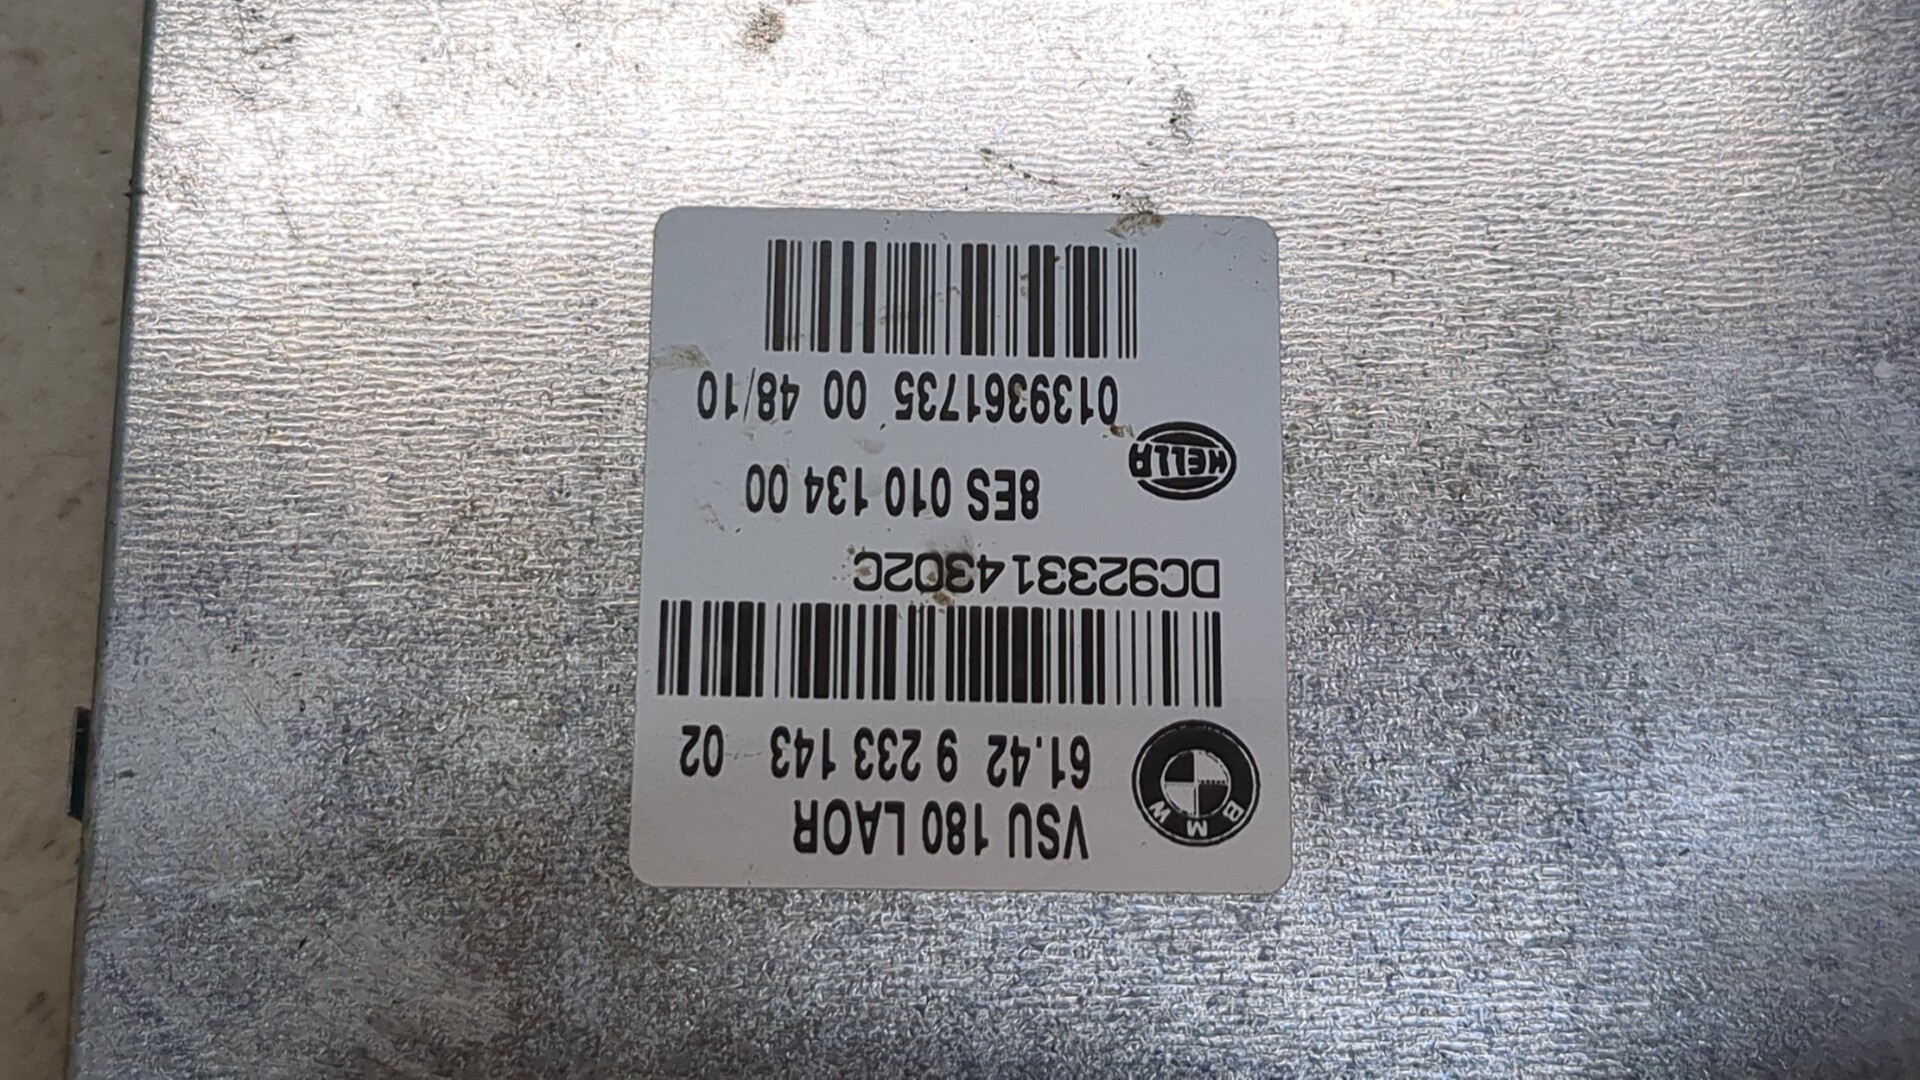 VSU 180 LAOR
61.42 9 233 143 02
BMW
DC923314302C
8ES 010 134 00
HELLA
0139361735 00 48/10